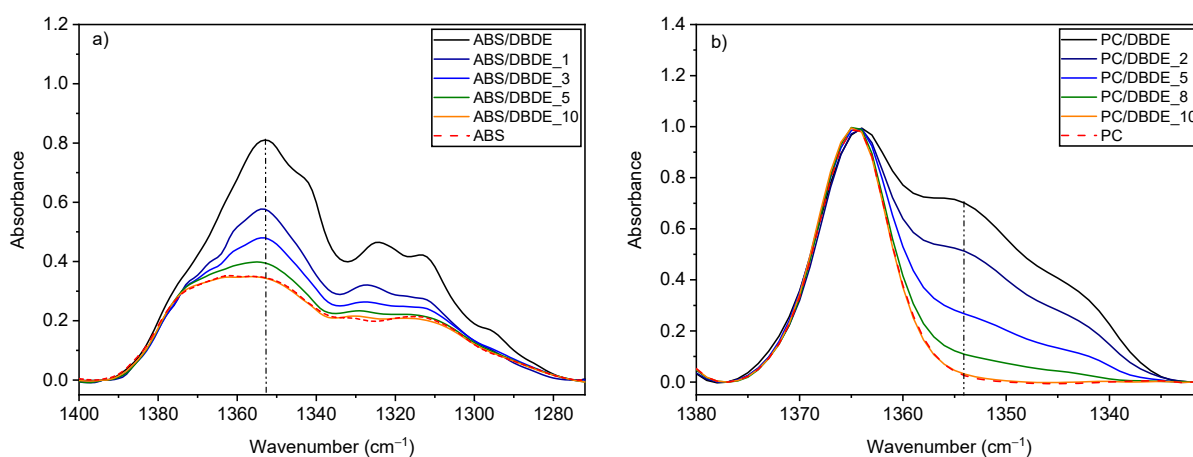 a)
ABS/DBDE
ABS/DBDE_1
ABS/DBDE_3
ABS/DBDE_5
ABS/DBDE_10
ABS
1.2
1.0
0.8
0.6
0.4
0.2
0.0
Absorbance
1400
1380
1360
1340
1320
1300
1280
Wavenumber (cm⁻¹)
b)
PC/DBDE
PC/DBDE_2
PC/DBDE_5
PC/DBDE_8
PC/DBDE_10
PC
1.4
1.2
1.0
0.8
0.6
0.4
0.2
0.0
Absorbance
1380
1370
1360
1350
1340
Wavenumber (cm⁻¹)